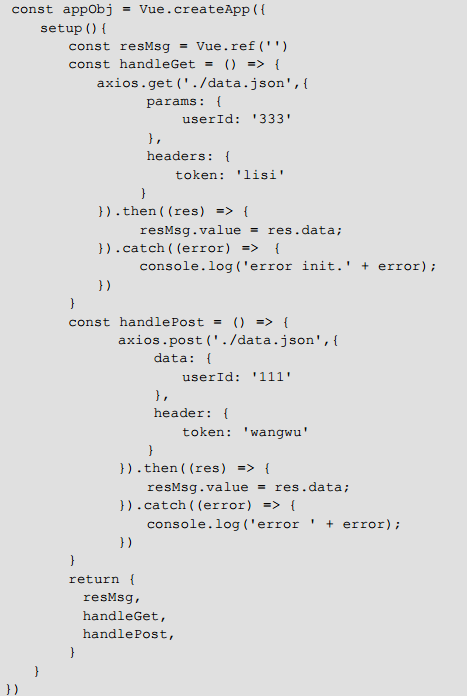 const appObj = Vue.createApp({
setup(){
const resMsg = Vue.ref('')
const handleGet = () => {
axios.get('./data.json',{
params: {
userId: '333'
},
headers: {
token: 'lisi'
}
}).then((res) => {
resMsg.value = res.data;
}).catch((error) => {
console.log('error init.' + error);
})
}
const handlePost = () => {
axios.post('./data.json',{
data: {
userId: '111'
},
header: {
token: 'wangwu'
}
}).then((res) => {
resMsg.value = res.data;
}).catch((error) => {
console.log('error ' + error);
})
}
return {
resMsg,
handleGet,
handlePost,
}
}
})